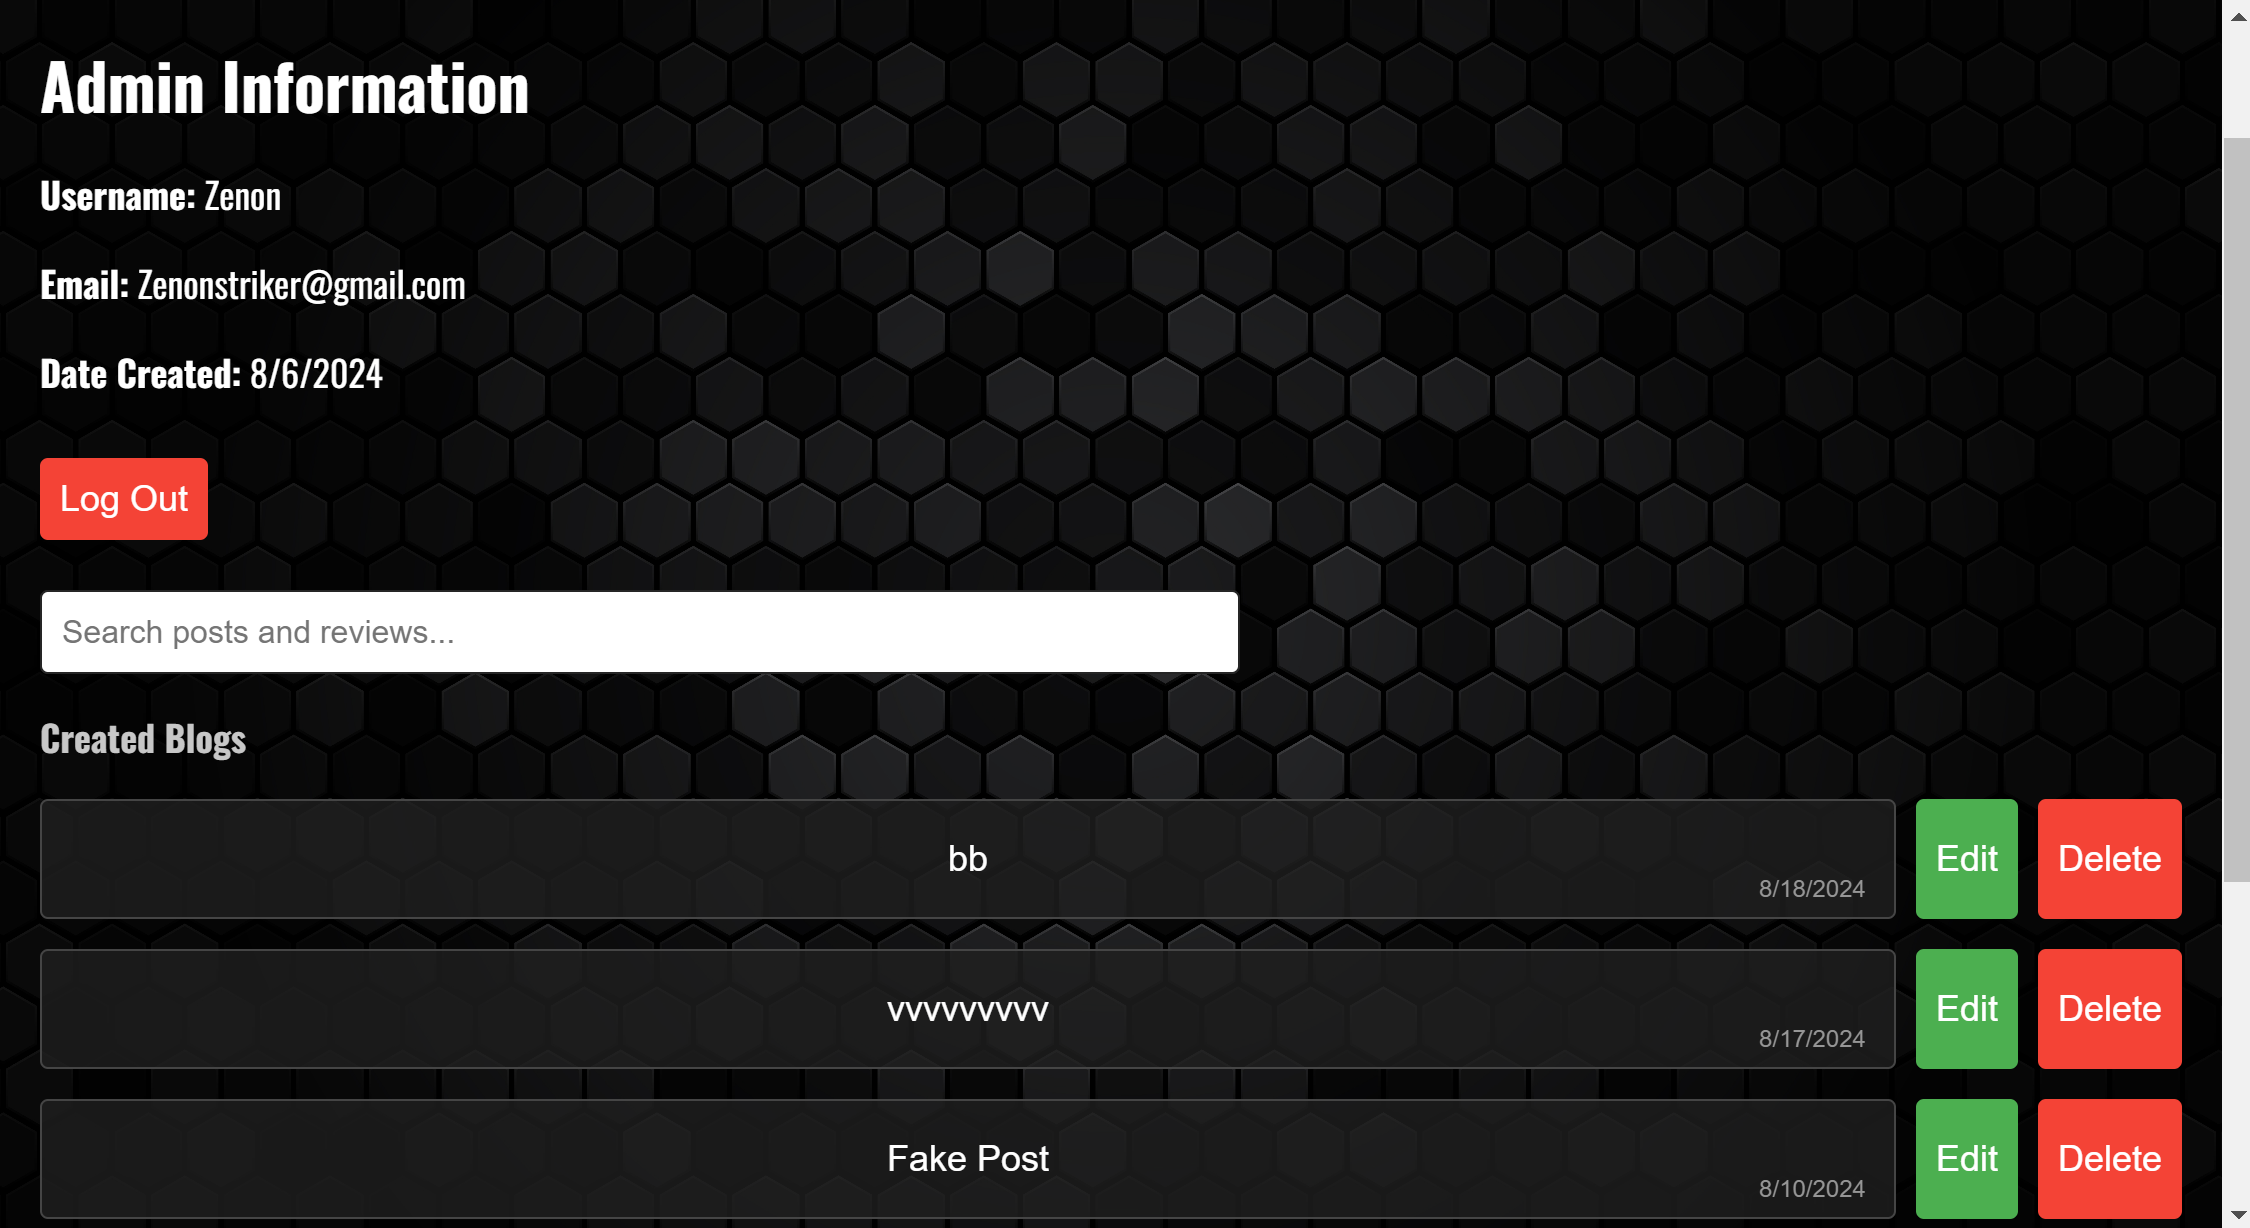 Admin Information
Username: Zenon
Email: Zenonstriker@gmail.com
Date Created: 8/6/2024
Log Out
Search posts and reviews...
Created Blogs
bb
8/18/2024
Edit
Delete
vvvvvvvvv
8/17/2024
Edit
Delete
Fake Post
8/10/2024
Edit
Delete